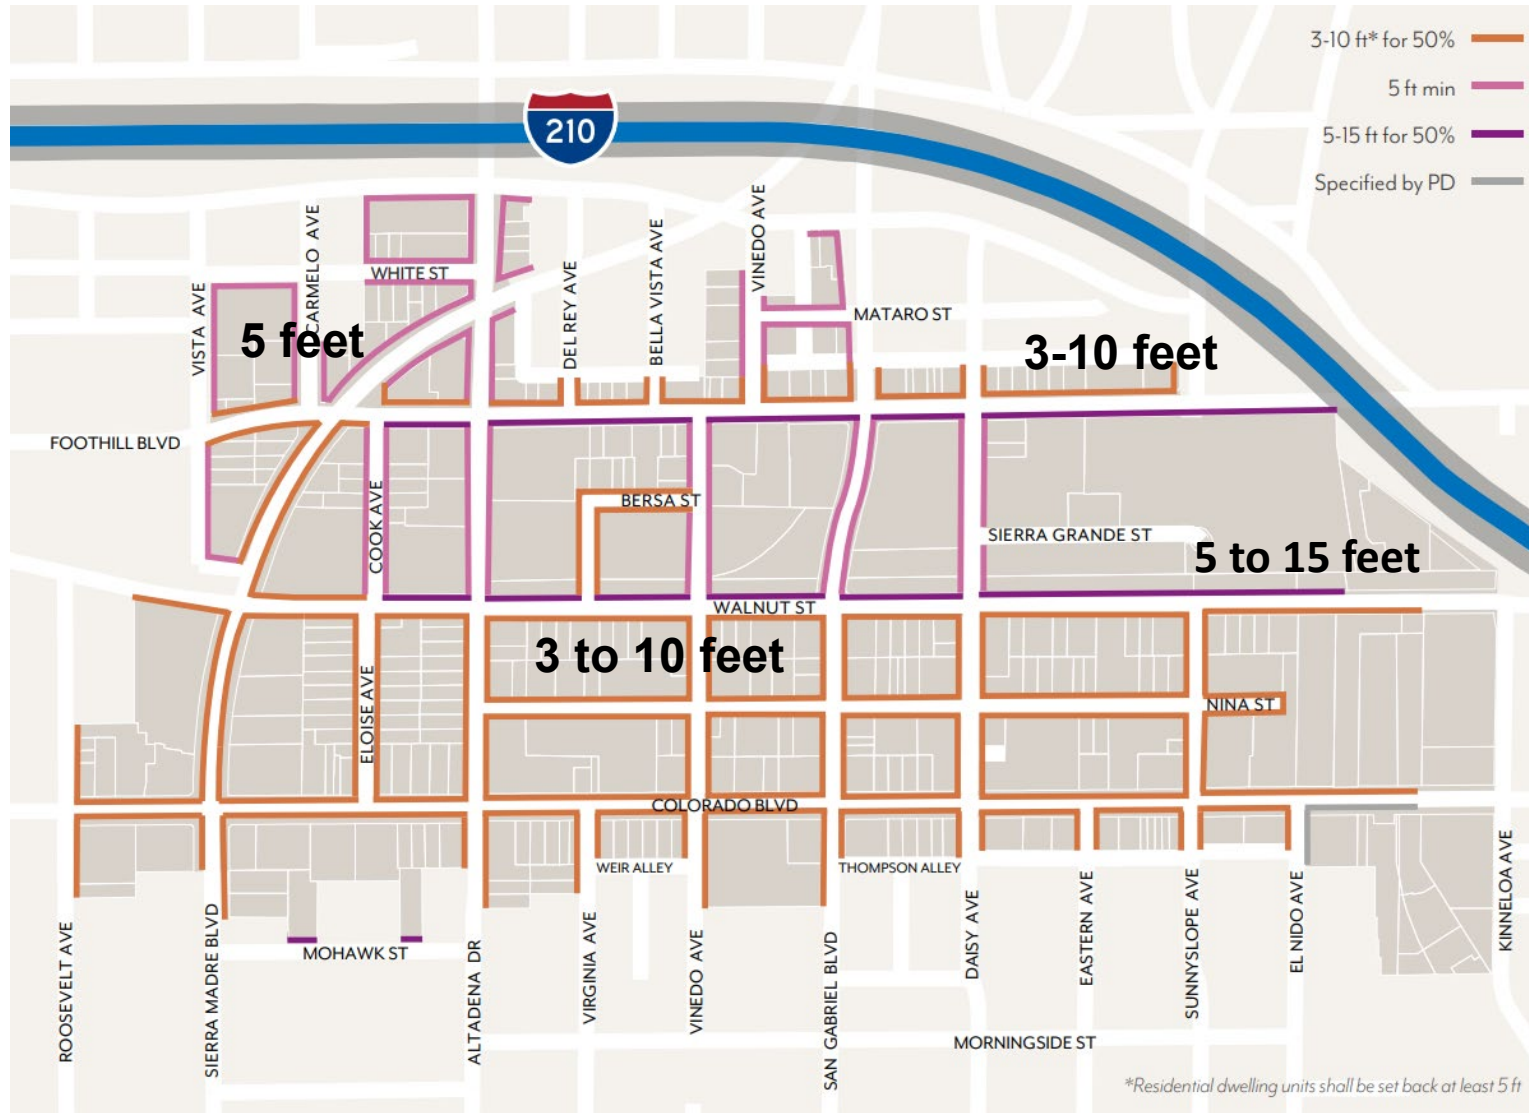 3-10 ft* for 50%
5 ft min
5-15 ft for 50%
Specified by PD
210
WHITE ST
CARMELO AVE
VISTA AVE
DEL REY AVE
BELLA VISTA AVE
VINEDO AVE
MATARO ST
5 feet
3-10 feet
FOOTHILL BLVD
COOK AVE
BERSA ST
SIERRA GRANDE ST
5 to 15 feet
WALNUT ST
3 to 10 feet
ELOISE AVE
NINA ST
COLORADO BLVD
WEIR ALLEY
THOMPSON ALLEY
MOHAWK ST
ROOSEVELT AVE
SIERRA MADRE BLVD
ALTADENA DR
VIRGINIA AVE
VINEDO AVE
SAN GABRIEL BLVD
DAISY AVE
EASTERN AVE
SUNNYSLOPE AVE
EL NIDO AVE
KINNELOA AVE
MORNINGSIDE ST
*Residential dwelling units shall be set back at least 5 ft